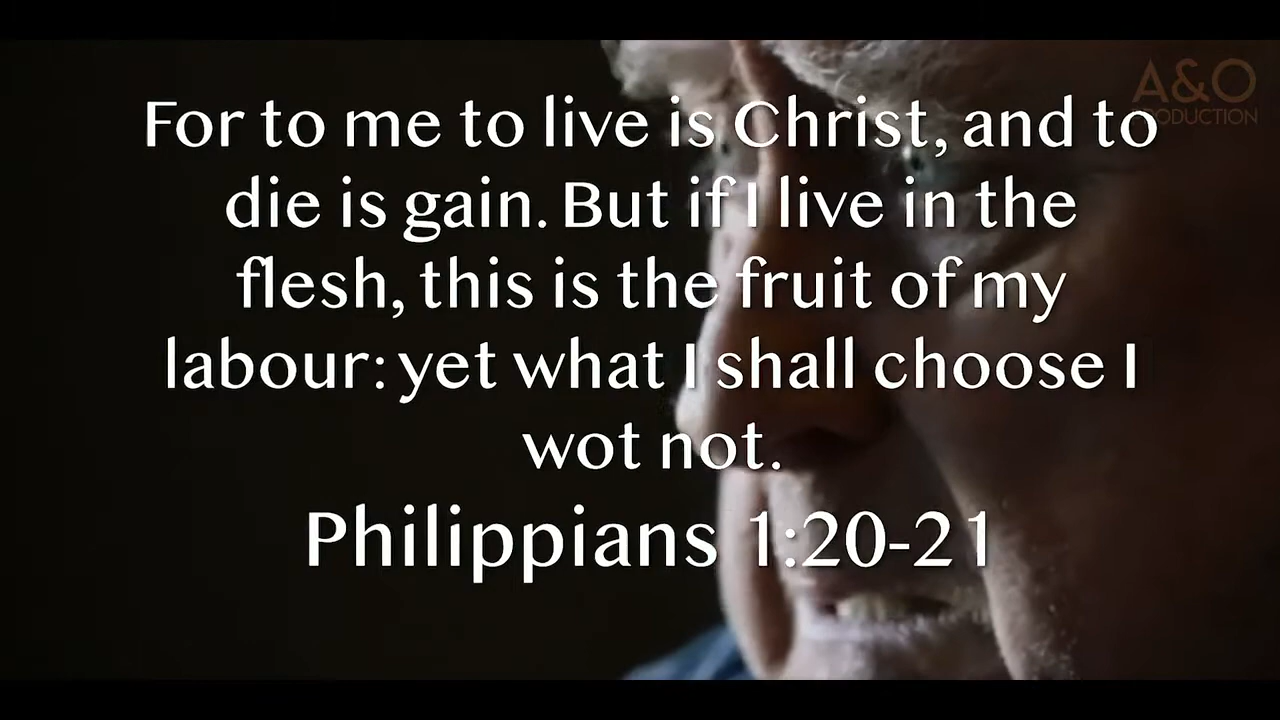 A&O
PRODUCTION
For to me to live is Christ, and to
die is gain. But if I live in the
flesh, this is the fruit of my
labour: yet what I shall choose I
wot not.
Philippians 1:20-21